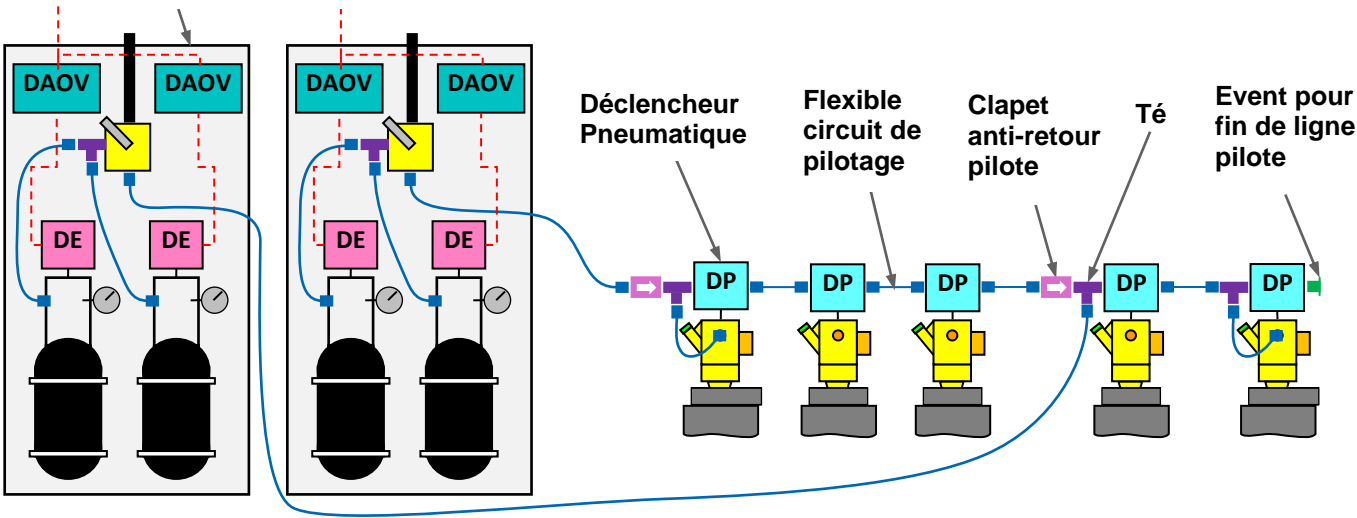 DAOV
DAOV
DAOV
DAOV
Déclencheur
Pneumatique
Flexible
circuit de
pilotage
Clapet
anti-retour
pilote
Té
Event pour
fin de ligne
pilote
DE
DE
DE
DE
DP
DP
DP
DP
DP